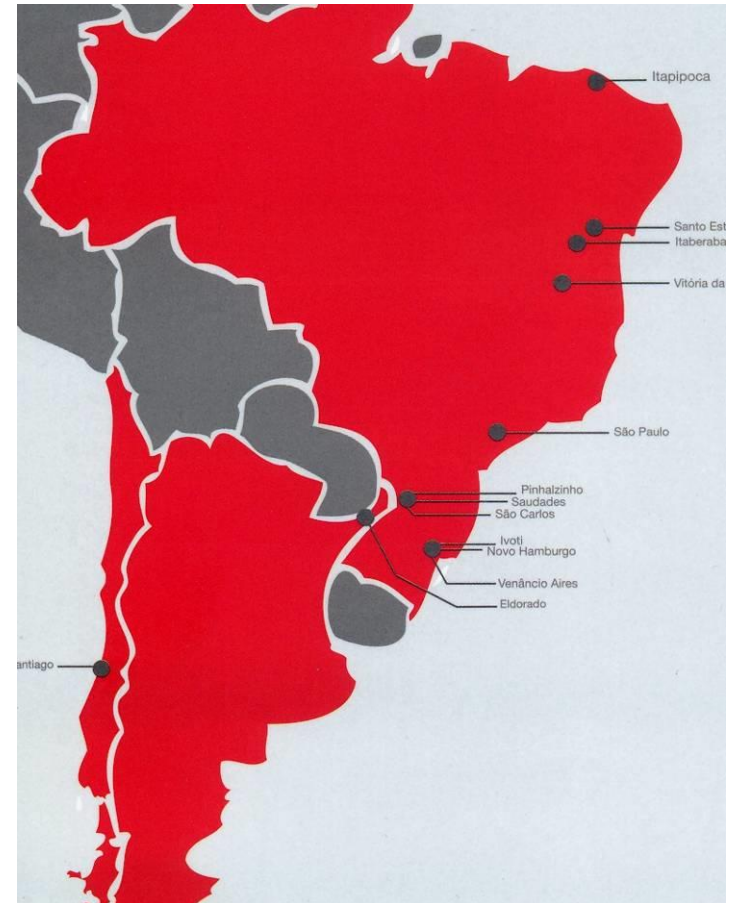 Itapipoca
Santo Est
Itaberaba
Vitória da
São Paulo
Pinhalzinho
Saudades
São Carlos
Ivoti
Novo Hamburgo
Venâncio Aires
Eldorado
antiago